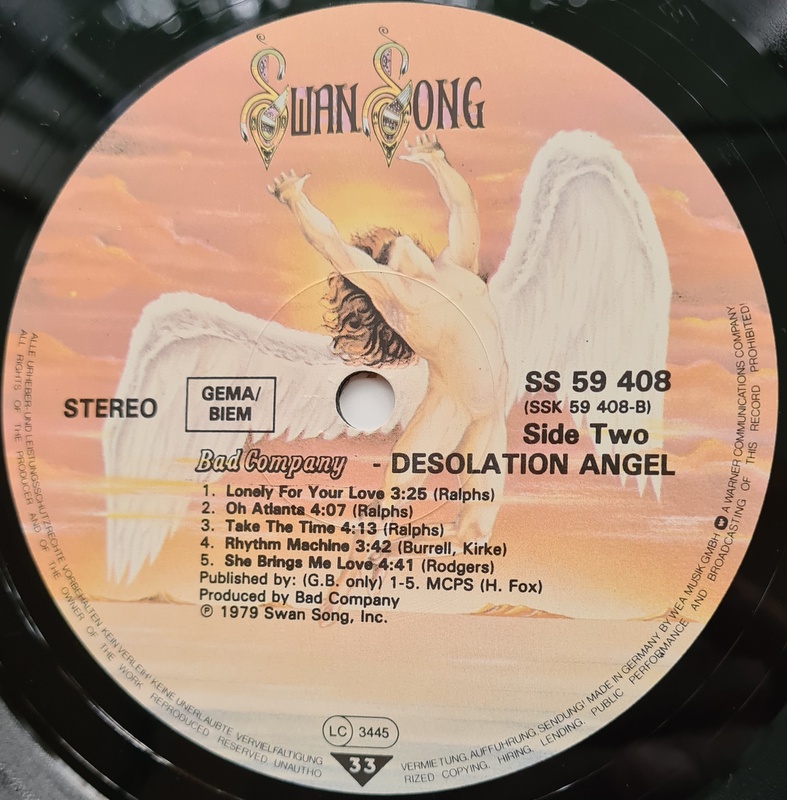 SWAN SONG
STEREO
GEMA/
BIEM
SS 59 408
(SSK 59 408-B)
Side Two
Bad Company - DESOLATION ANGEL
1. Lonely For Your Love 3:25 (Ralphs)
2. Oh Atlanta 4:07 (Ralphs)
3. Take The Time 4:13 (Ralphs)
4. Rhythm Machine 3:42 (Burrell, Kirke)
5. She Brings Me Love 4:41 (Rodgers)
Published by: (G.B. only) 1-5. MCPS (H. Fox)
Produced by Bad Company
℗ 1979 Swan Song, Inc.
LC 3445
33
ALLE URHEBER UND LEISTUNGSSCHUTZRECHTE VORBEHALTEN KEIN VERLEIH! KEINE UNERLAUBTE VERVIELFÄLTIGUNG VERMIETUNG, AUFFÜHRUNG, SENDUNG! MADE IN GERMANY BY WEA MUSIK GMBH A WARNER COMMUNICATIONS COMPANY
ALL RIGHTS OF THE PRODUCER AND OF THE OWNER OF THE WORK REPRODUCED RESERVED UNAUTHORIZED COPYING, HIRING, LENDING, PUBLIC PERFORMANCE AND BROADCASTING OF THIS RECORD PROHIBITED!